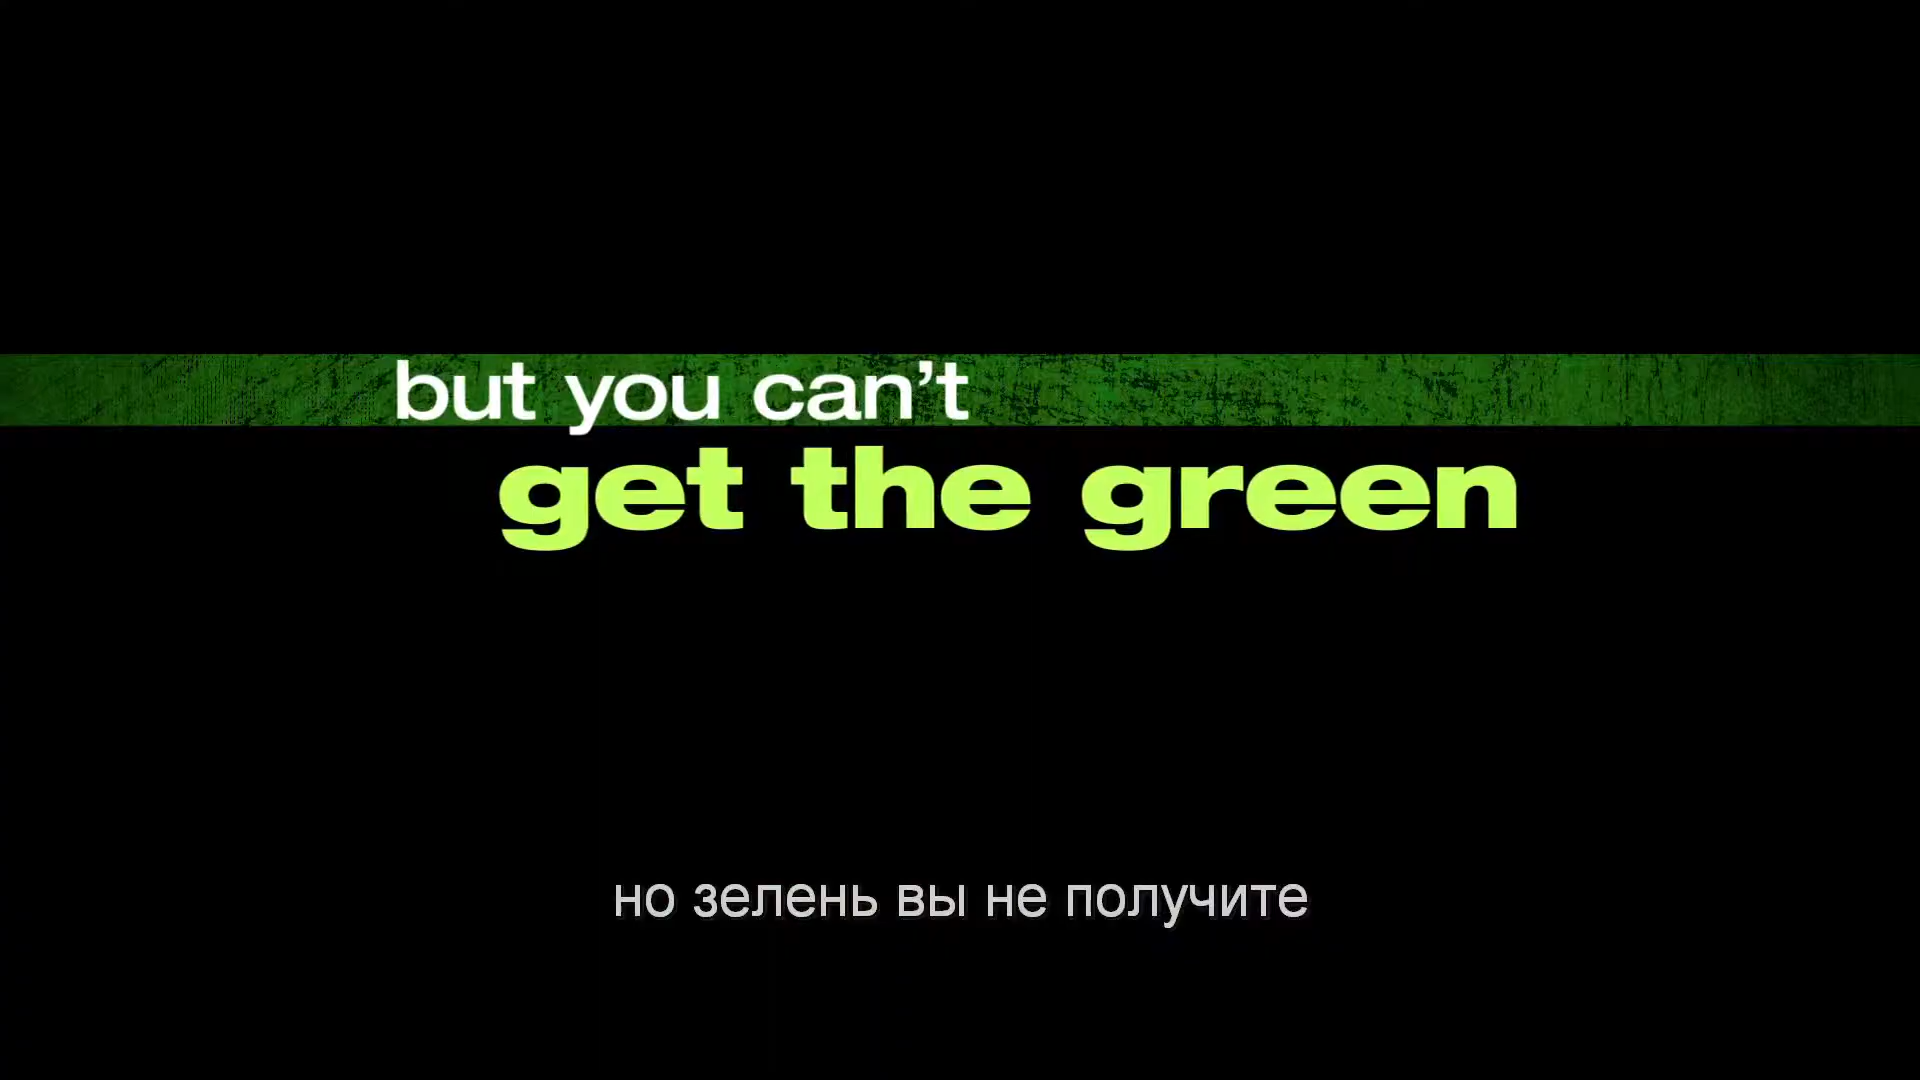 but you can’t
get the green
но зелень вы не получите